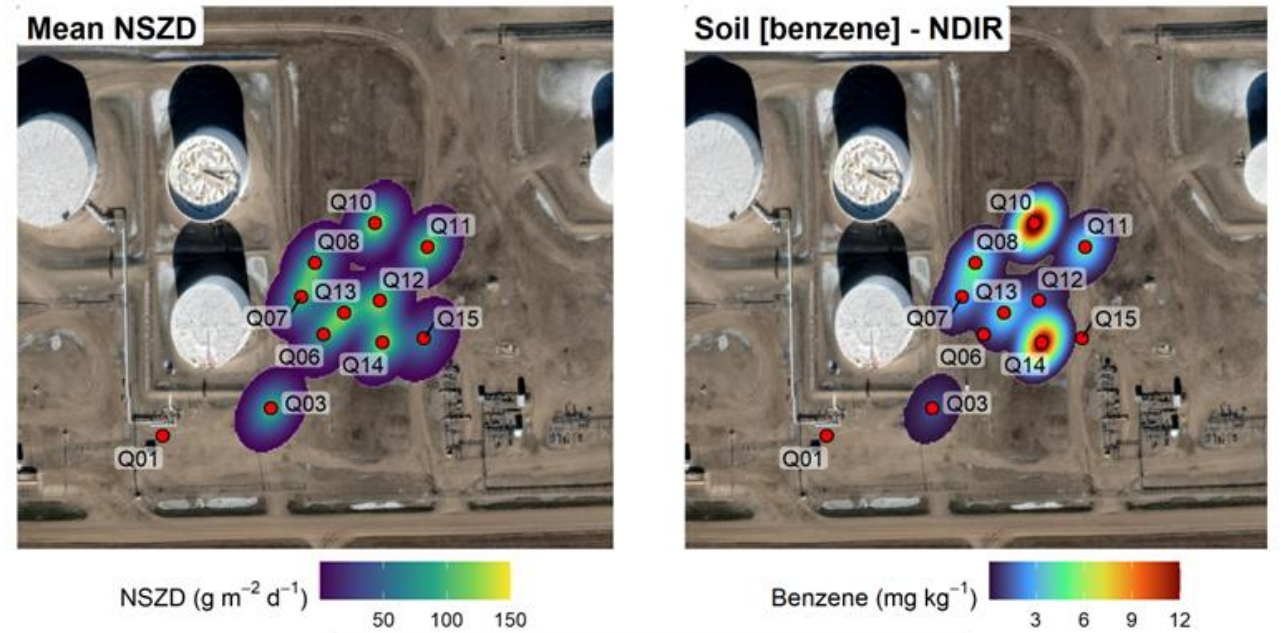 Mean NSZD
Q10
Q11
Q08
Q12
Q13
Q07
Q15
Q06
Q14
Q03
Q01
NSZD (g m⁻² d⁻¹)
50 100 150
Soil [benzene] - NDIR
Q10
Q11
Q08
Q12
Q13
Q07
Q15
Q06
Q14
Q03
Q01
Benzene (mg kg⁻¹)
3 6 9 12